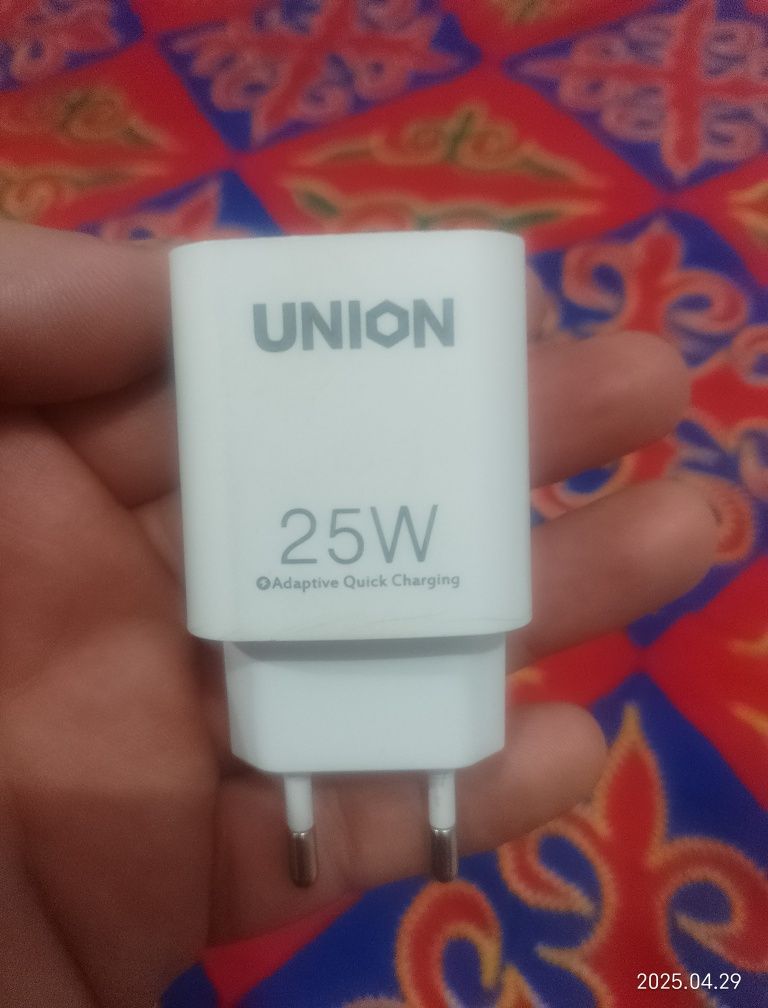 UNION
25W
Adaptive Quick Charging
2025.04.29